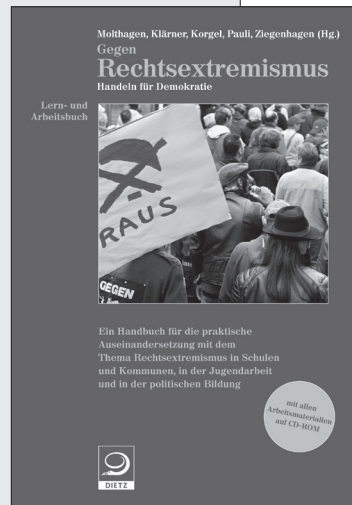 Molthagen, Klärner, Korgel, Pauli, Ziegenhagen (Hg.)
Gegen
Rechtsextremismus
Handeln für Demokratie
Lern- und
Arbeitsbuch
RAUS
GEGEN
Ein Handbuch für die praktische
Auseinandersetzung mit dem
Thema Rechtsextremismus in Schulen
und Kommunen, in der Jugendarbeit
und in der politischen Bildung
mit allen
Arbeitsmaterialien
auf CD-ROM
DIETZ